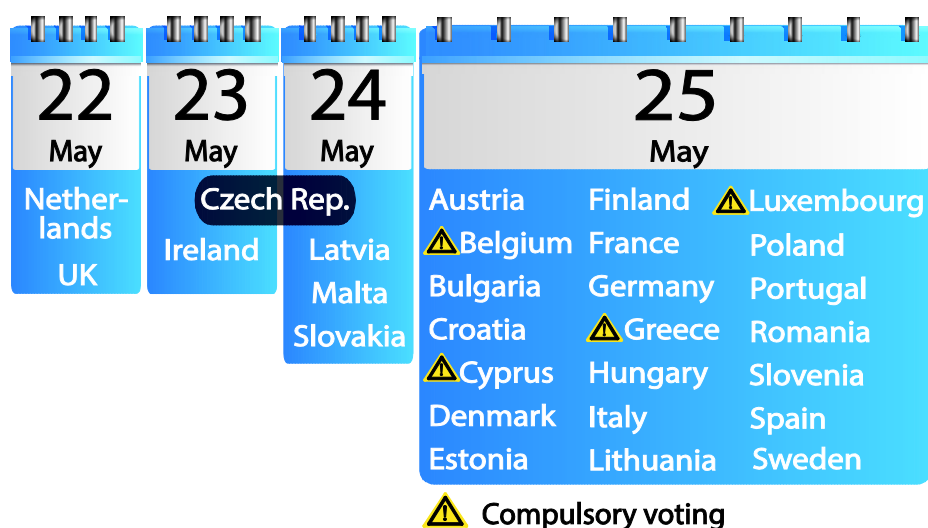 22
May
Nether-
lands
UK
23
May
24
May
Czech Rep.
Ireland
Latvia
Malta
Slovakia
25
May
Austria
Belgium
Bulgaria
Croatia
Cyprus
Denmark
Estonia
Finland
France
Germany
Greece
Hungary
Italy
Lithuania
Luxembourg
Poland
Portugal
Romania
Slovenia
Spain
Sweden
Compulsory voting